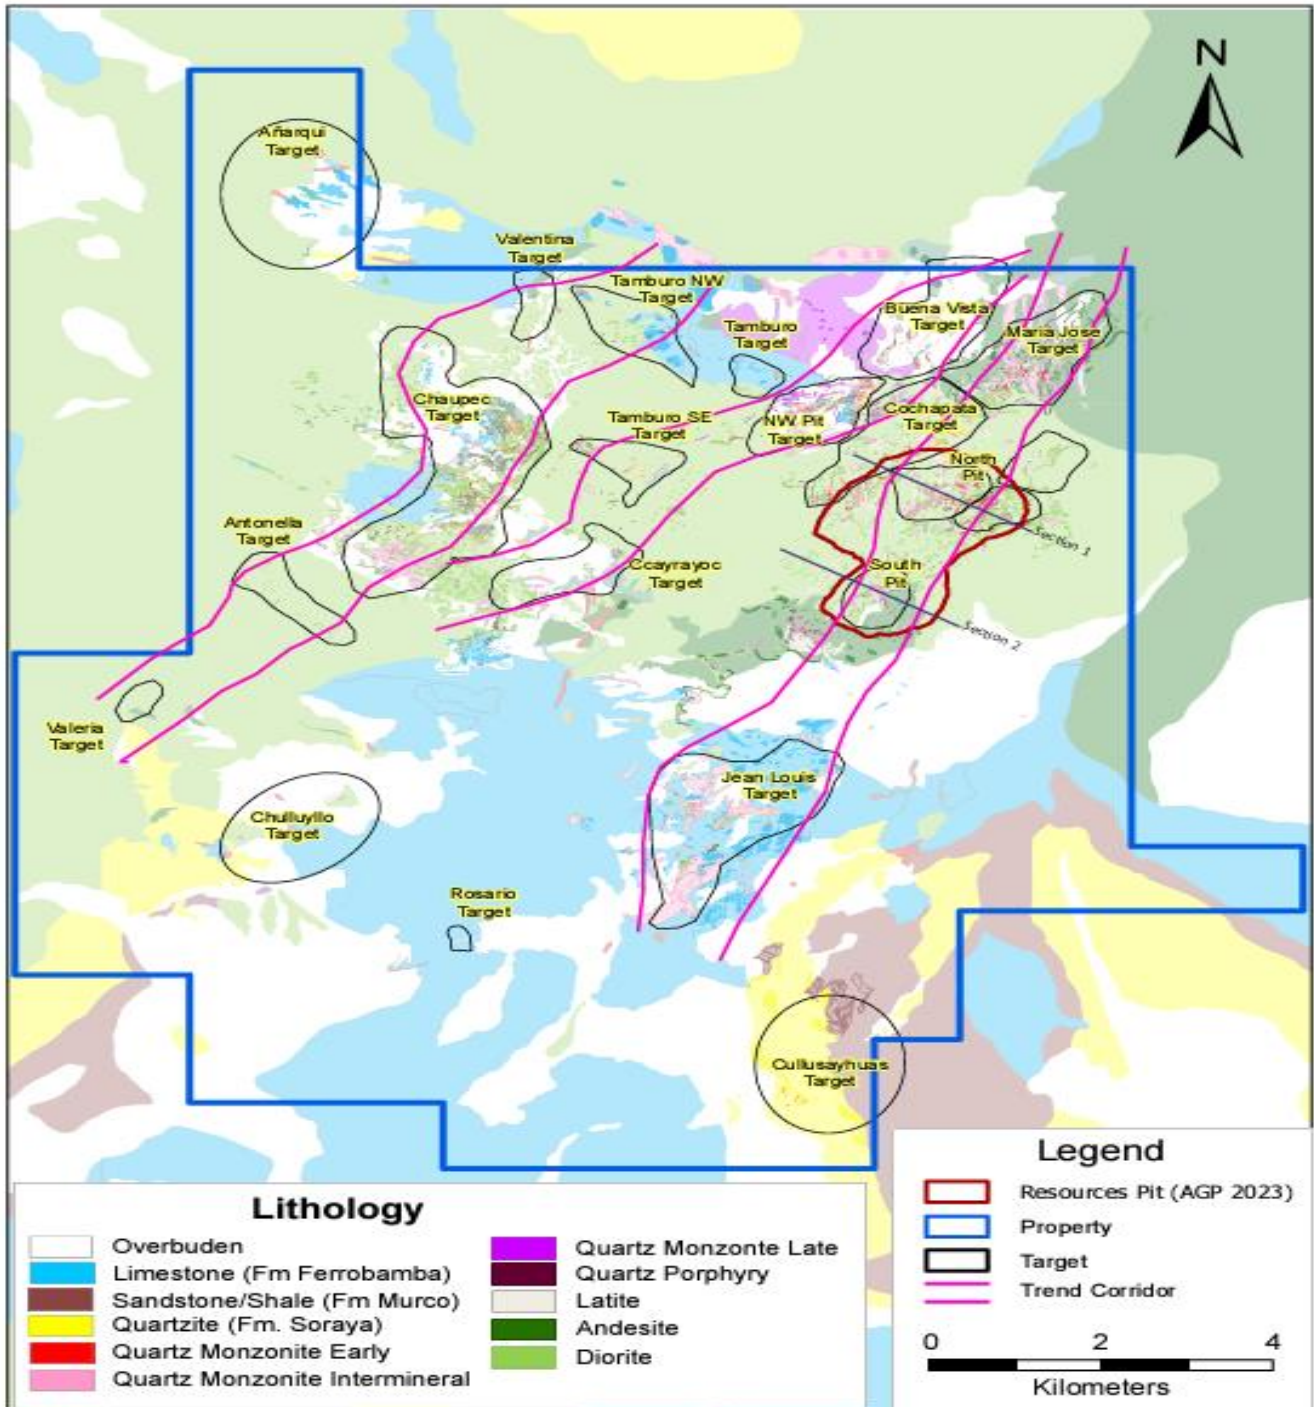 N
Añarqui
Target
Valentina
Target
Tamburo NW
Target
Tamburo
Target
Buena Vista
Target
Maria Jose
Target
Chaupec
Target
Tamburo SE
Target
NW Pit
Target
Cochapata
Target
North
Pit
Section 1
Antonella
Target
Ccayrayoc
Target
South
Pit
Section 2
Valeria
Target
Jean Louis
Target
Chulluyllo
Target
Rosario
Target
Cullusayhuas
Target
Lithology
Overbuden
Limestone (Fm Ferrobamba)
Sandstone/Shale (Fm Murco)
Quartzite (Fm. Soraya)
Quartz Monzonite Early
Quartz Monzonite Intermineral
Quartz Monzonte Late
Quartz Porphyry
Latite
Andesite
Diorite
Legend
Resources Pit (AGP 2023)
Property
Target
Trend Corridor
0 2 4
Kilometers